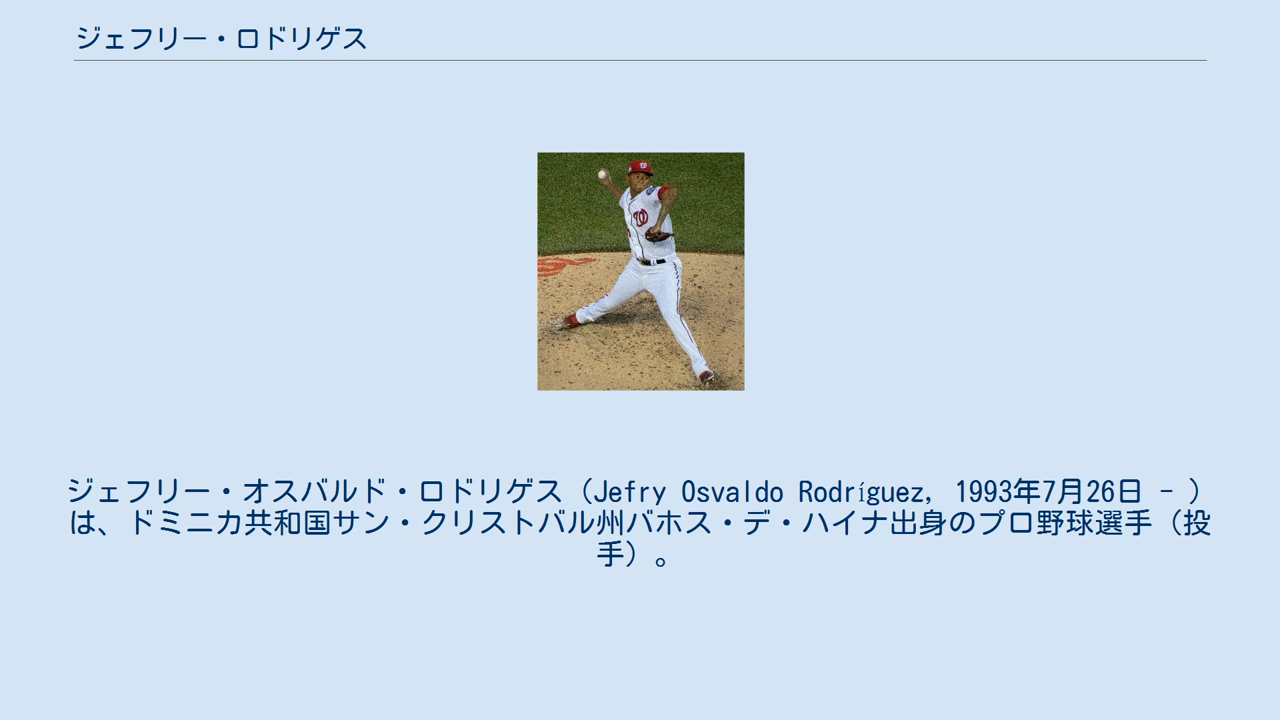 ジェフリー・ロドリゲス
ジェフリー・オスバルド・ロドリゲス（Jefry Osvaldo Rodríguez, 1993年7月26日 - ）
は、ドミニカ共和国サン・クリストバル州バホス・デ・ハイナ出身のプロ野球選手（投
手）。